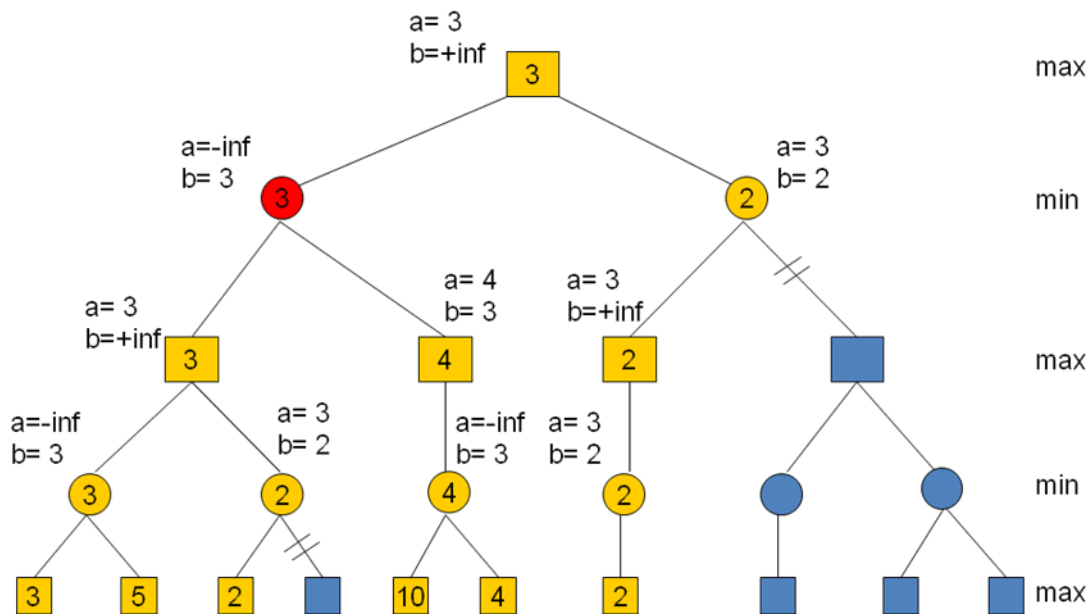 a= 3
b=+inf
3
max
a=-inf
b= 3
3
a= 3
b= 2
2
min
a= 3
b=+inf
3
a= 4
b= 3
4
a= 3
b=+inf
2
max
a=-inf
b= 3
3
a= 3
b= 2
2
a=-inf
b= 3
4
a= 3
b= 2
2
min
3
5
2
10
4
2
max